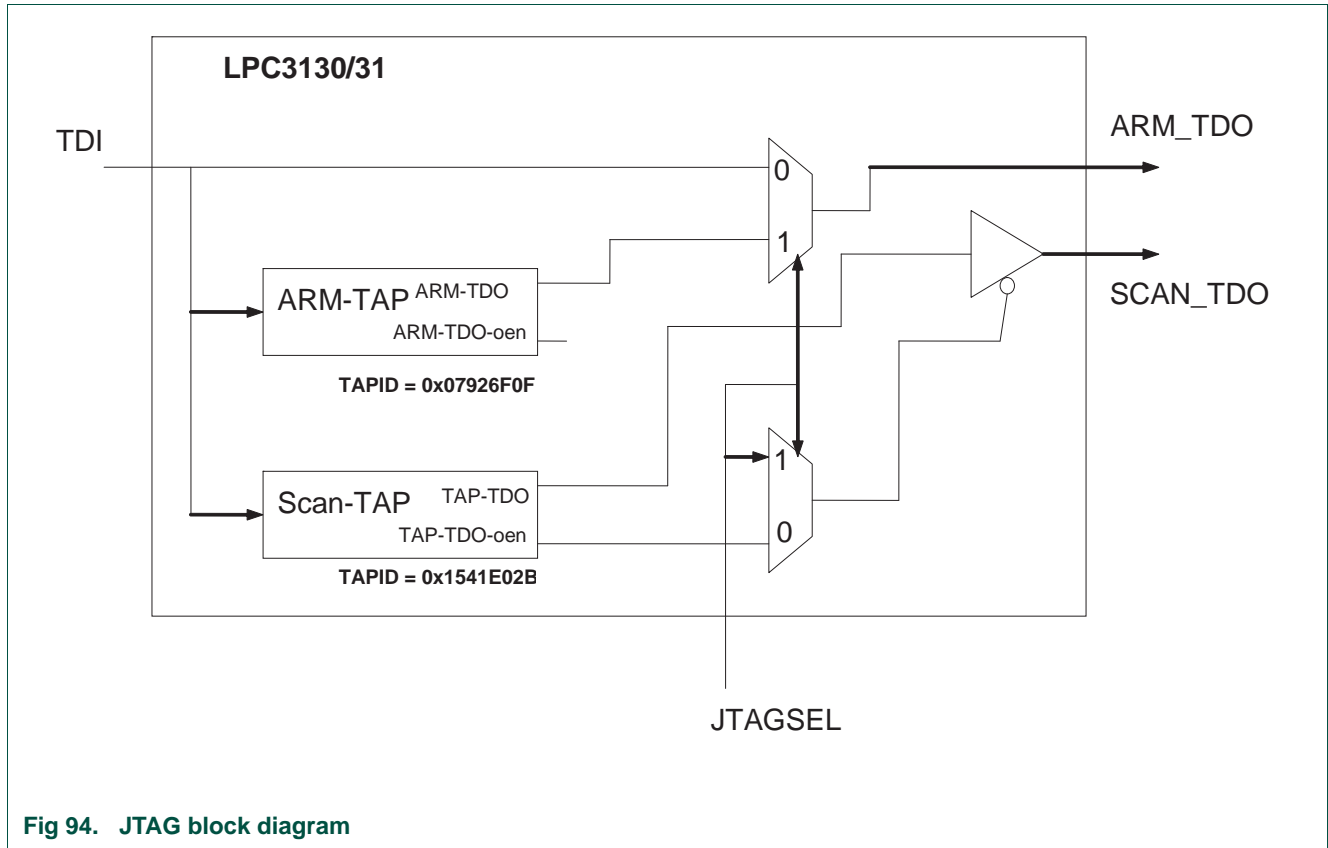 LPC3130/31
TDI
ARM_TDO
0
1
SCAN_TDO
ARM-TAP ARM-TDO
ARM-TDO-oen
TAPID = 0x07926F0F
1
Scan-TAP TAP-TDO
TAP-TDO-oen
0
TAPID = 0x1541E02B
JTAGSEL
Fig 94. JTAG block diagram